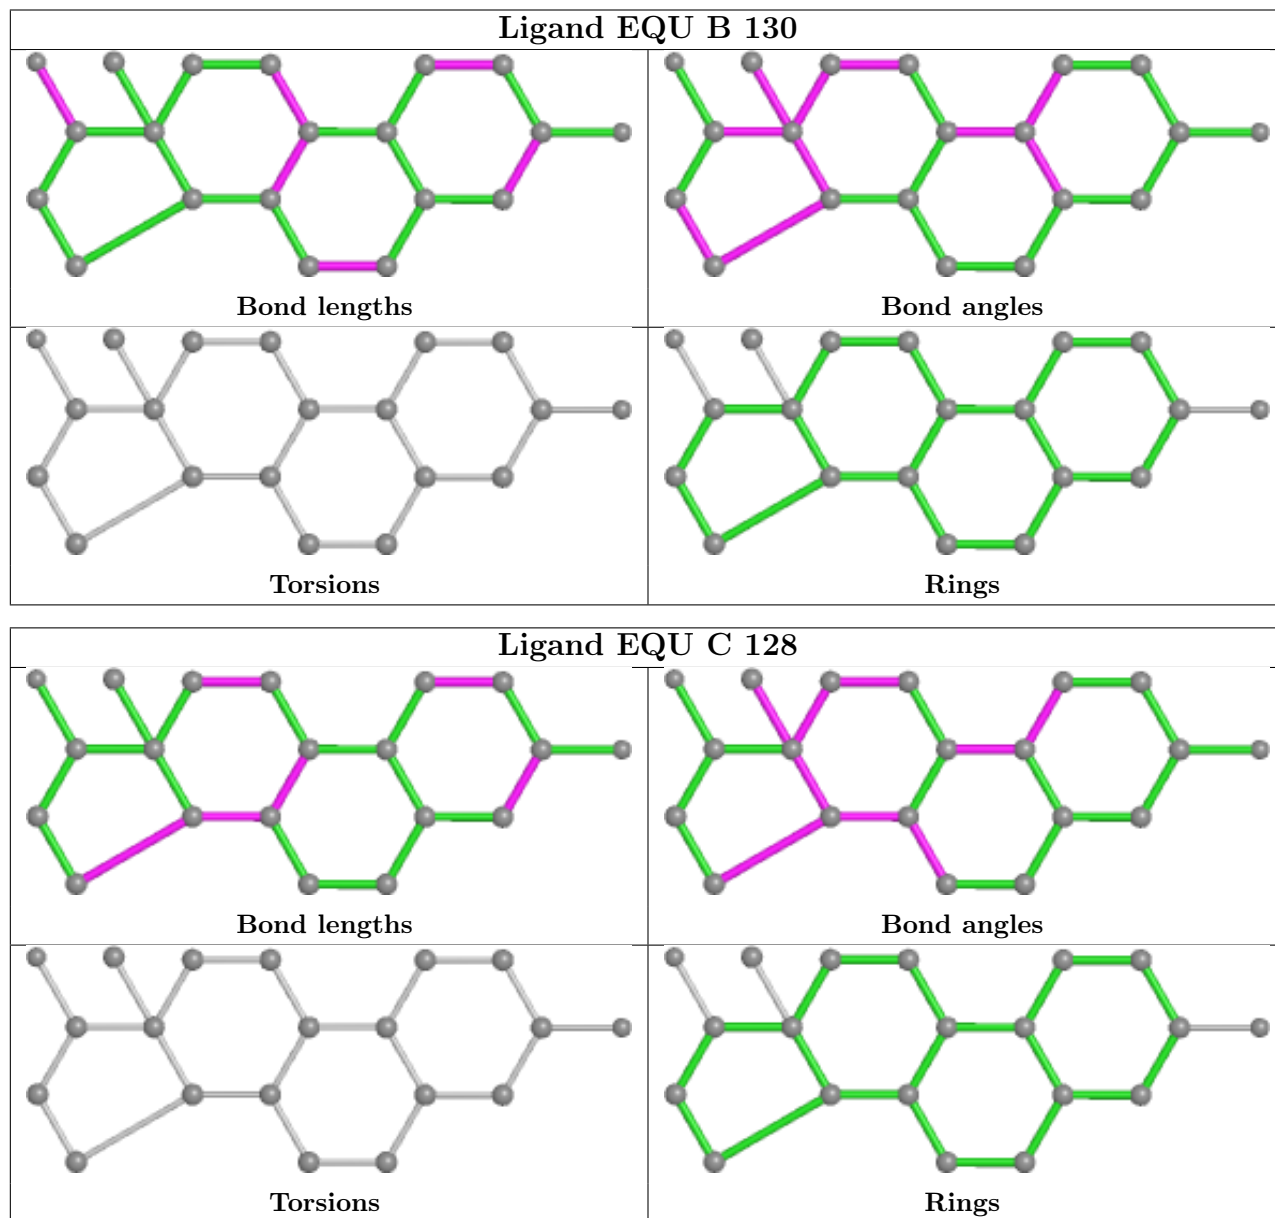 Ligand EQU B 130
Bond lengths
Bond angles
Torsions
Rings
Ligand EQU C 128
Bond lengths
Bond angles
Torsions
Rings